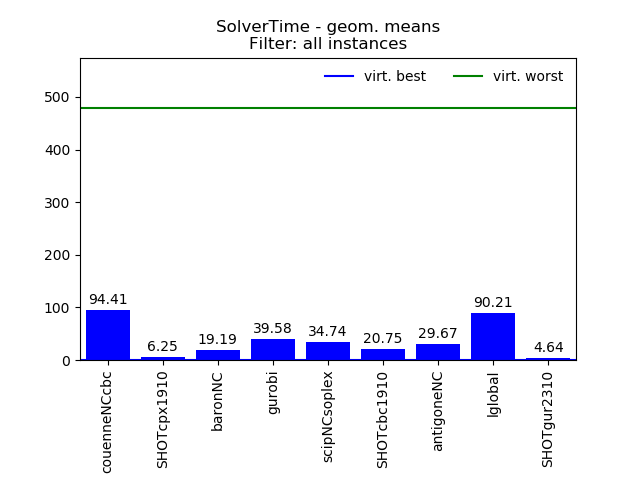 SolverTime - geom. means
Filter: all instances
virt. best
virt. worst
500
400
300
200
100
0
94.41
6.25
19.19
39.58
34.74
20.75
29.67
90.21
4.64
couenneNCcbc
SHOTcpx1910
baronNC
gurobi
scipNCsoplex
SHOTcbc1910
antigoneNC
lglobal
SHOTgur2310